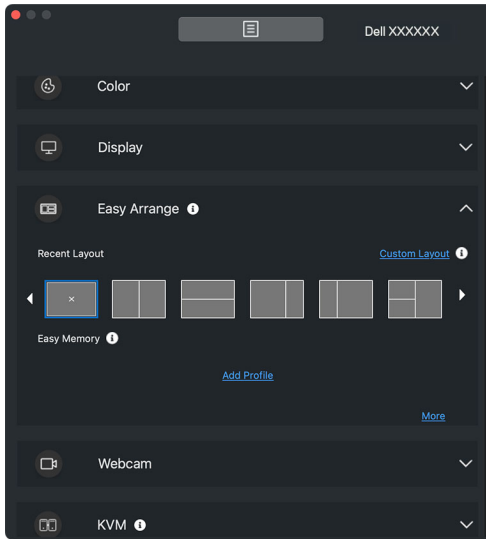 Dell XXXXXX
Color
Display
Easy Arrange
Recent Layout
Custom Layout
Easy Memory
Add Profile
More
Webcam
KVM